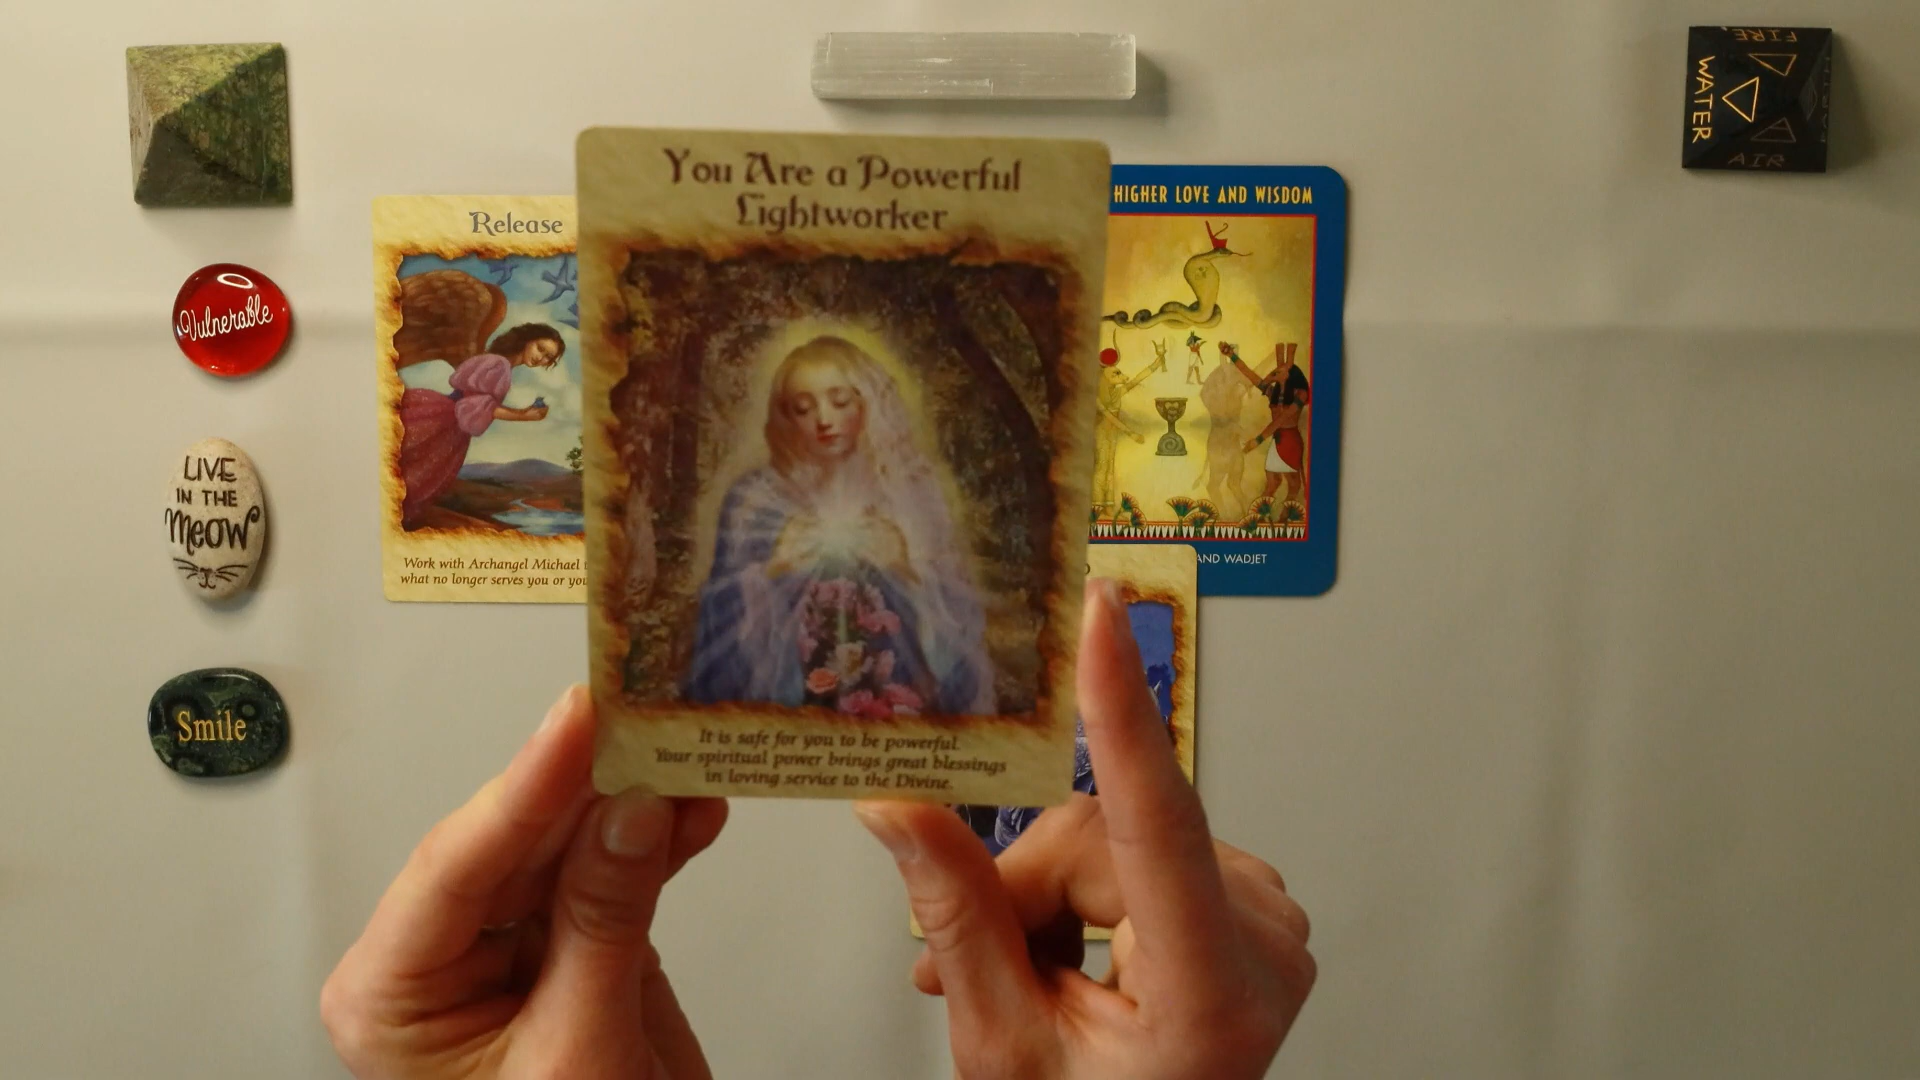 FIRE
WATER
AIR
You Are a Powerful
Lightworker
HIGHER LOVE AND WISDOM
Release
Vulnerable
LIVE
IN THE
Meow
Work with Archangel Michael
what no longer serves you or
AND WADJET
Smile
It is safe for you to be powerful.
Your spiritual power brings great blessings
in loving service to the Divine.